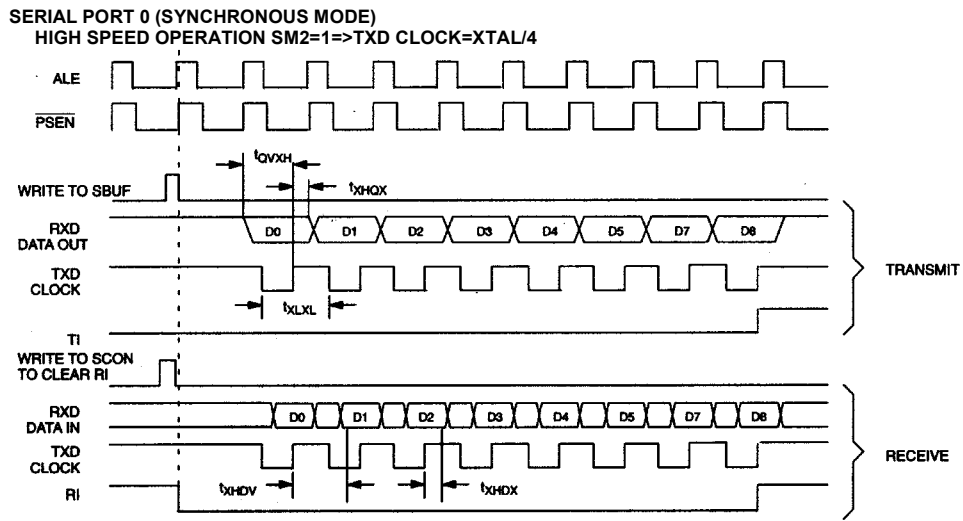 SERIAL PORT 0 (SYNCHRONOUS MODE)
HIGH SPEED OPERATION SM2=1=>TXD CLOCK=XTAL/4
ALE
PSEN
tQVXH
WRITE TO SBUF
tXHQX
RXD
DATA OUT
D0 D1 D2 D3 D4 D5 D7 D8
TXD
CLOCK
TRANSMIT
tXLXL
TI
WRITE TO SCON
TO CLEAR RI
RXD
DATA IN
D0 D1 D2 D3 D4 D5 D7 D8
TXD
CLOCK
RECEIVE
tXHDV
tXHDX
RI